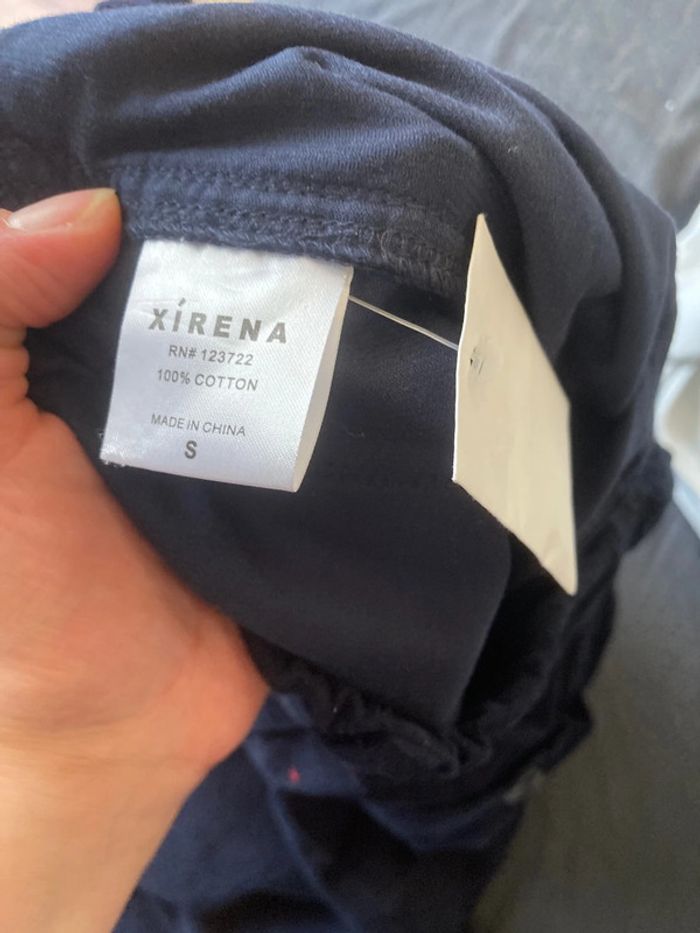 XÍRENA
RN# 123722
100% COTTON
MADE IN CHINA
S